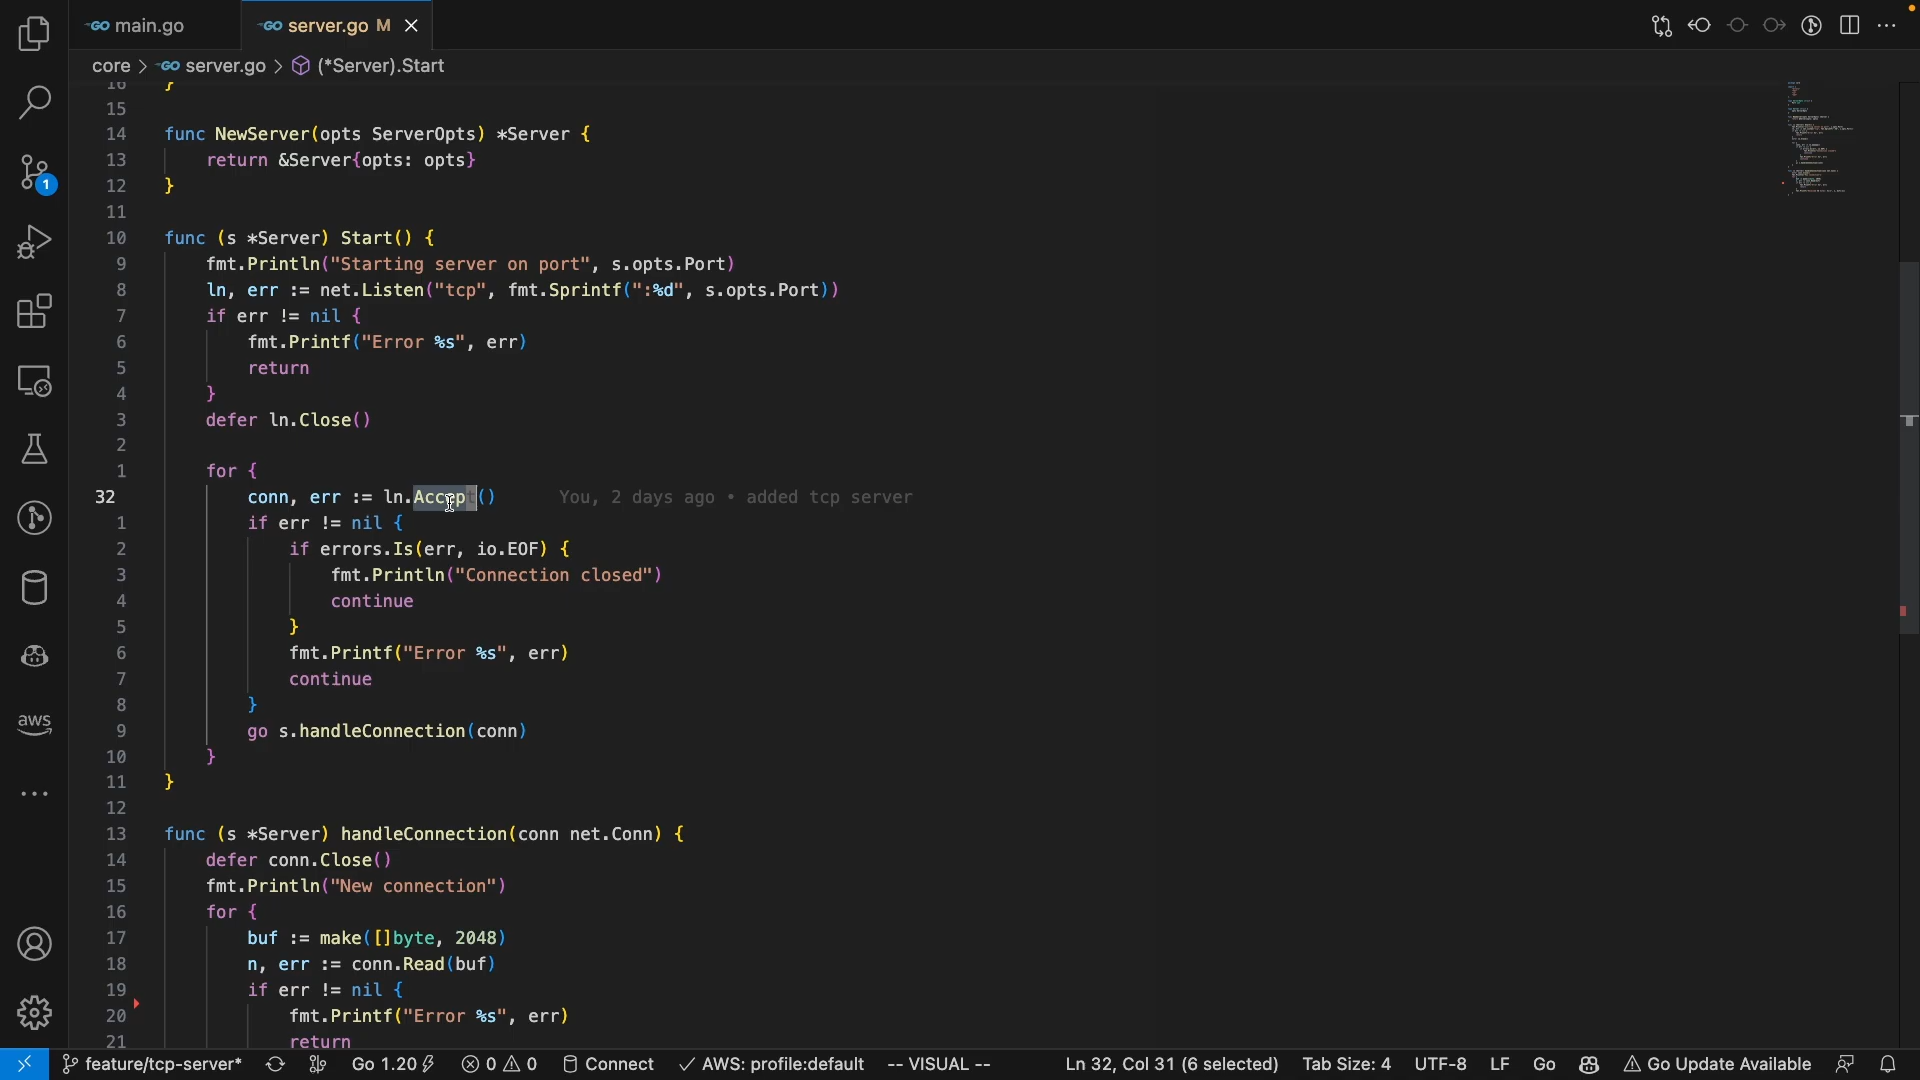 main.go
server.go M
core > server.go > (*Server).Start
16 }
15
14 func NewServer(opts ServerOpts) *Server {
13 return &Server{opts: opts}
12 }
11
10 func (s *Server) Start() {
9 fmt.Println("Starting server on port", s.opts.Port)
8 ln, err := net.Listen("tcp", fmt.Sprintf(":%d", s.opts.Port))
7 if err != nil {
6 fmt.Printf("Error %s", err)
5 return
4 }
3 defer ln.Close()
2
1 for {
32 conn, err := ln.Accept() You, 2 days ago • added tcp server
1 if err != nil {
2 if errors.Is(err, io.EOF) {
3 fmt.Println("Connection closed")
4 continue
5 }
6 fmt.Printf("Error %s", err)
7 continue
8 }
9 go s.handleConnection(conn)
10 }
11 }
12
13 func (s *Server) handleConnection(conn net.Conn) {
14 defer conn.Close()
15 fmt.Println("New connection")
16 for {
17 buf := make([]byte, 2048)
18 n, err := conn.Read(buf)
19 if err != nil {
20 fmt.Printf("Error %s", err)
21 return
1
aws
feature/tcp-server* Go 1.20 0 0 Connect AWS: profile:default -- VISUAL -- Ln 32, Col 31 (6 selected) Tab Size: 4 UTF-8 LF Go Go Update Available